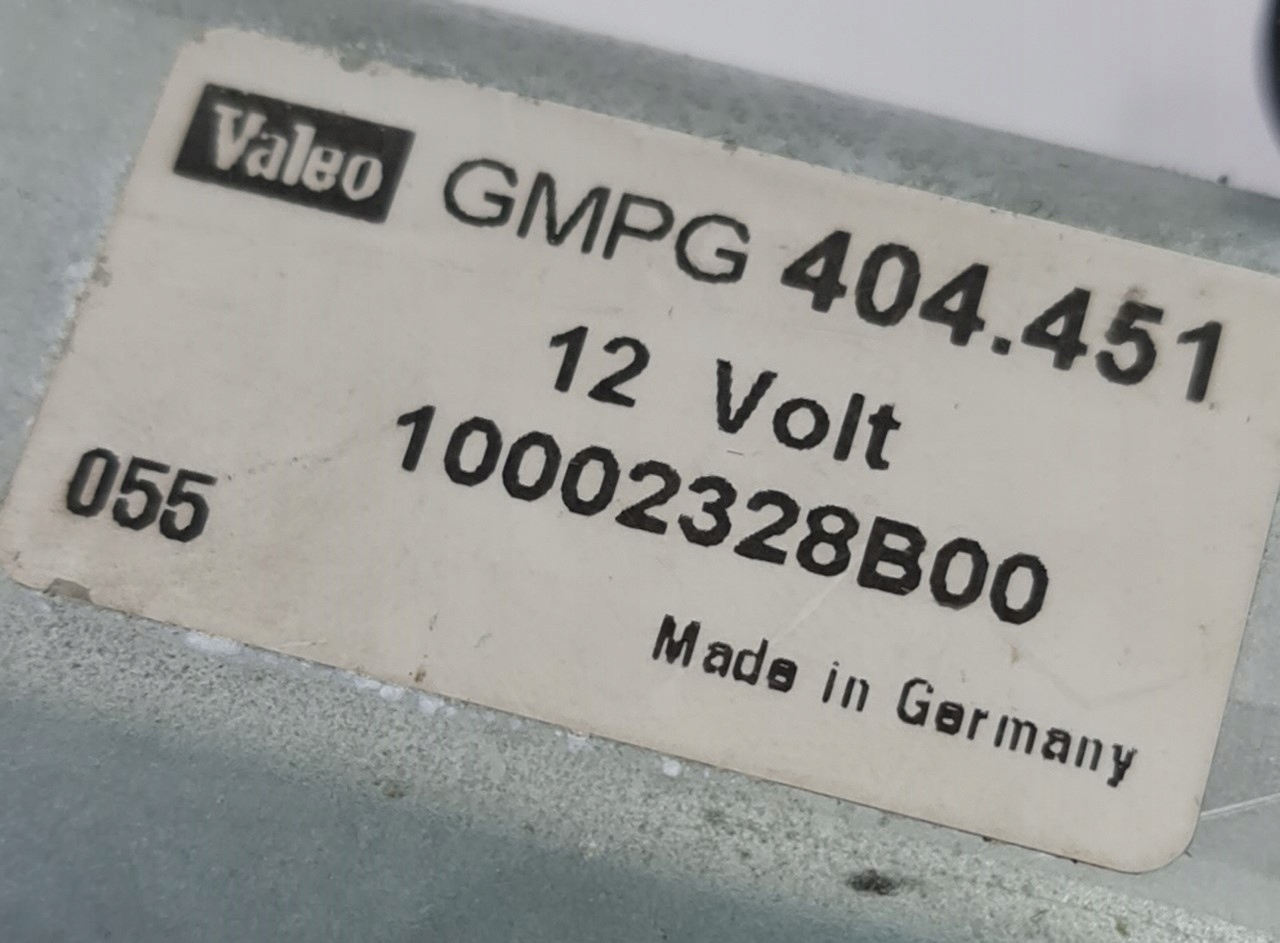 Valeo GMPG 404.451
12 Volt
10002328B00
055
Made in Germany